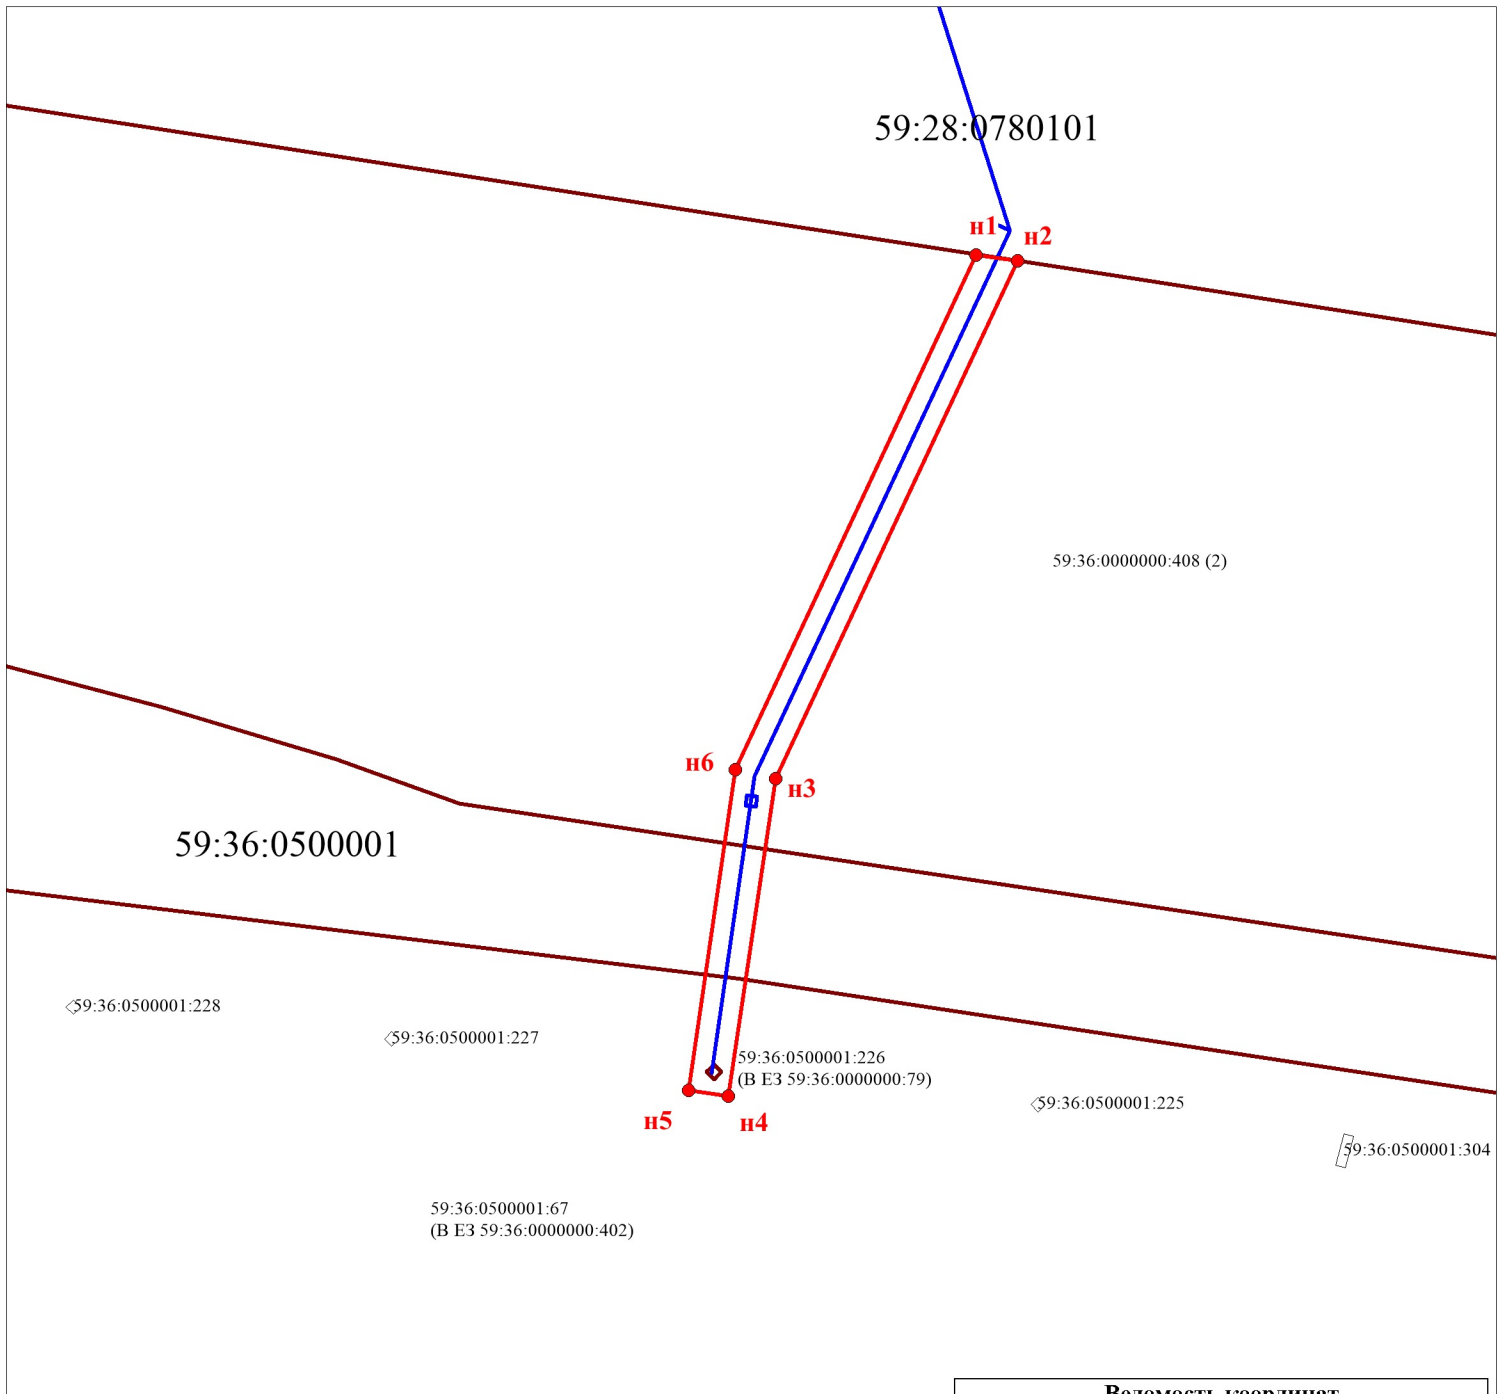 59:28:0780101
н1
н2
59:36:0000000:408 (2)
н6
н3
59:36:0500001
59:36:0500001:228
59:36:0500001:227
59:36:0500001:226
(В ЕЗ 59:36:0000000:79)
59:36:0500001:225
н5
н4
59:36:0500001:304
59:36:0500001:67
(В ЕЗ 59:36:0000000:402)
Ведомость координат